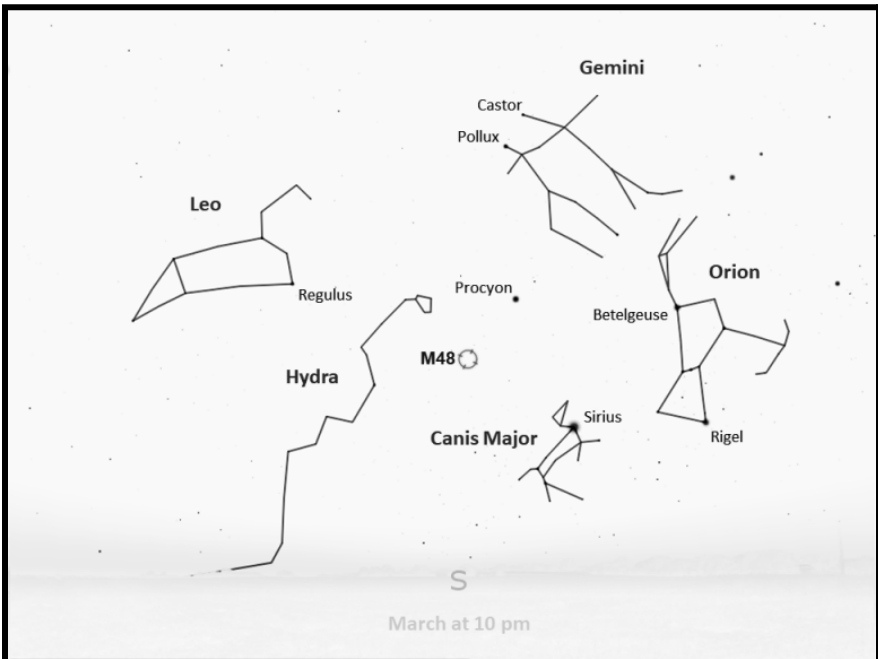 Gemini
Castor
Pollux
Leo
Orion
Procyon
Regulus
Betelgeuse
M48
Hydra
Sirius
Canis Major
Rigel
S
March at 10 pm